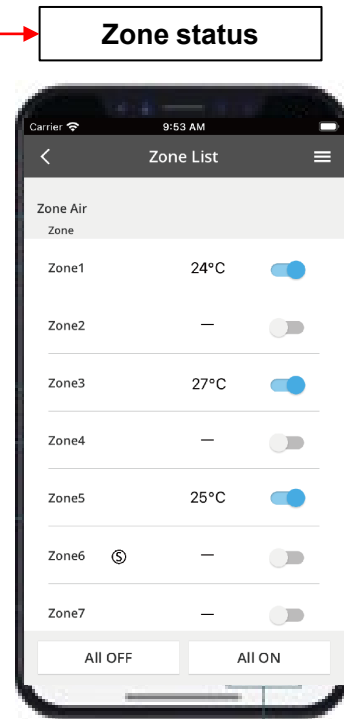 Zone status
Carrier 9:53 AM
Zone List
Zone Air
Zone
Zone1 24°C
Zone2 —
Zone3 27°C
Zone4 —
Zone5 25°C
Zone6 Ⓢ —
Zone7 —
All OFF All ON